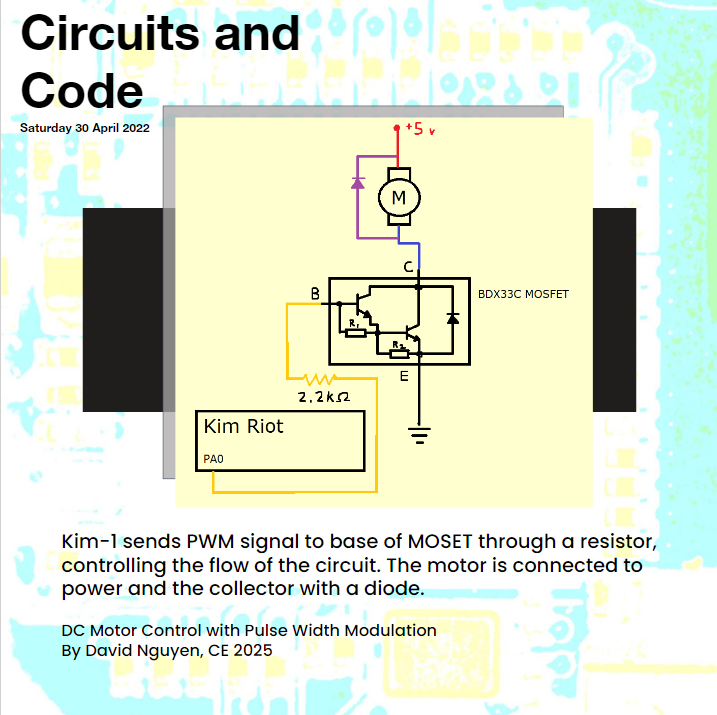 Circuits and
Code
Saturday 30 April 2022
+5 v
M
C
BDX33C MOSFET
B
R1
R2
E
2.2kΩ
Kim Riot
PA0
Kim-1 sends PWM signal to base of MOSET through a resistor,
controlling the flow of the circuit. The motor is connected to
power and the collector with a diode.
DC Motor Control with Pulse Width Modulation
By David Nguyen, CE 2025